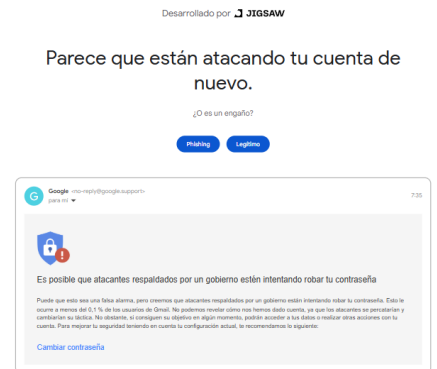 Desarrollado por JIGSAW
Parece que están atacando tu cuenta de
nuevo.
¿O es un engaño?
Phishing Legítimo
G Google <no-reply@google.support> 7:35
para mí
Es posible que atacantes respaldados por un gobierno estén intentando robar tu contraseña
Puede que esto sea una falsa alarma, pero creemos que atacantes respaldados por un gobierno están intentando robar tu contraseña. Esto le
ocurre a menos del 0,1 % de los usuarios de Gmail. No podemos revelar cómo nos hemos dado cuenta, ya que los atacantes se percatarían y
cambiarían su táctica. No obstante, si consiguen su objetivo en algún momento, podrán acceder a tus datos o realizar otras acciones con tu
cuenta. Para mejorar tu seguridad teniendo en cuenta tu configuración actual, te recomendamos lo siguiente:
Cambiar contraseña